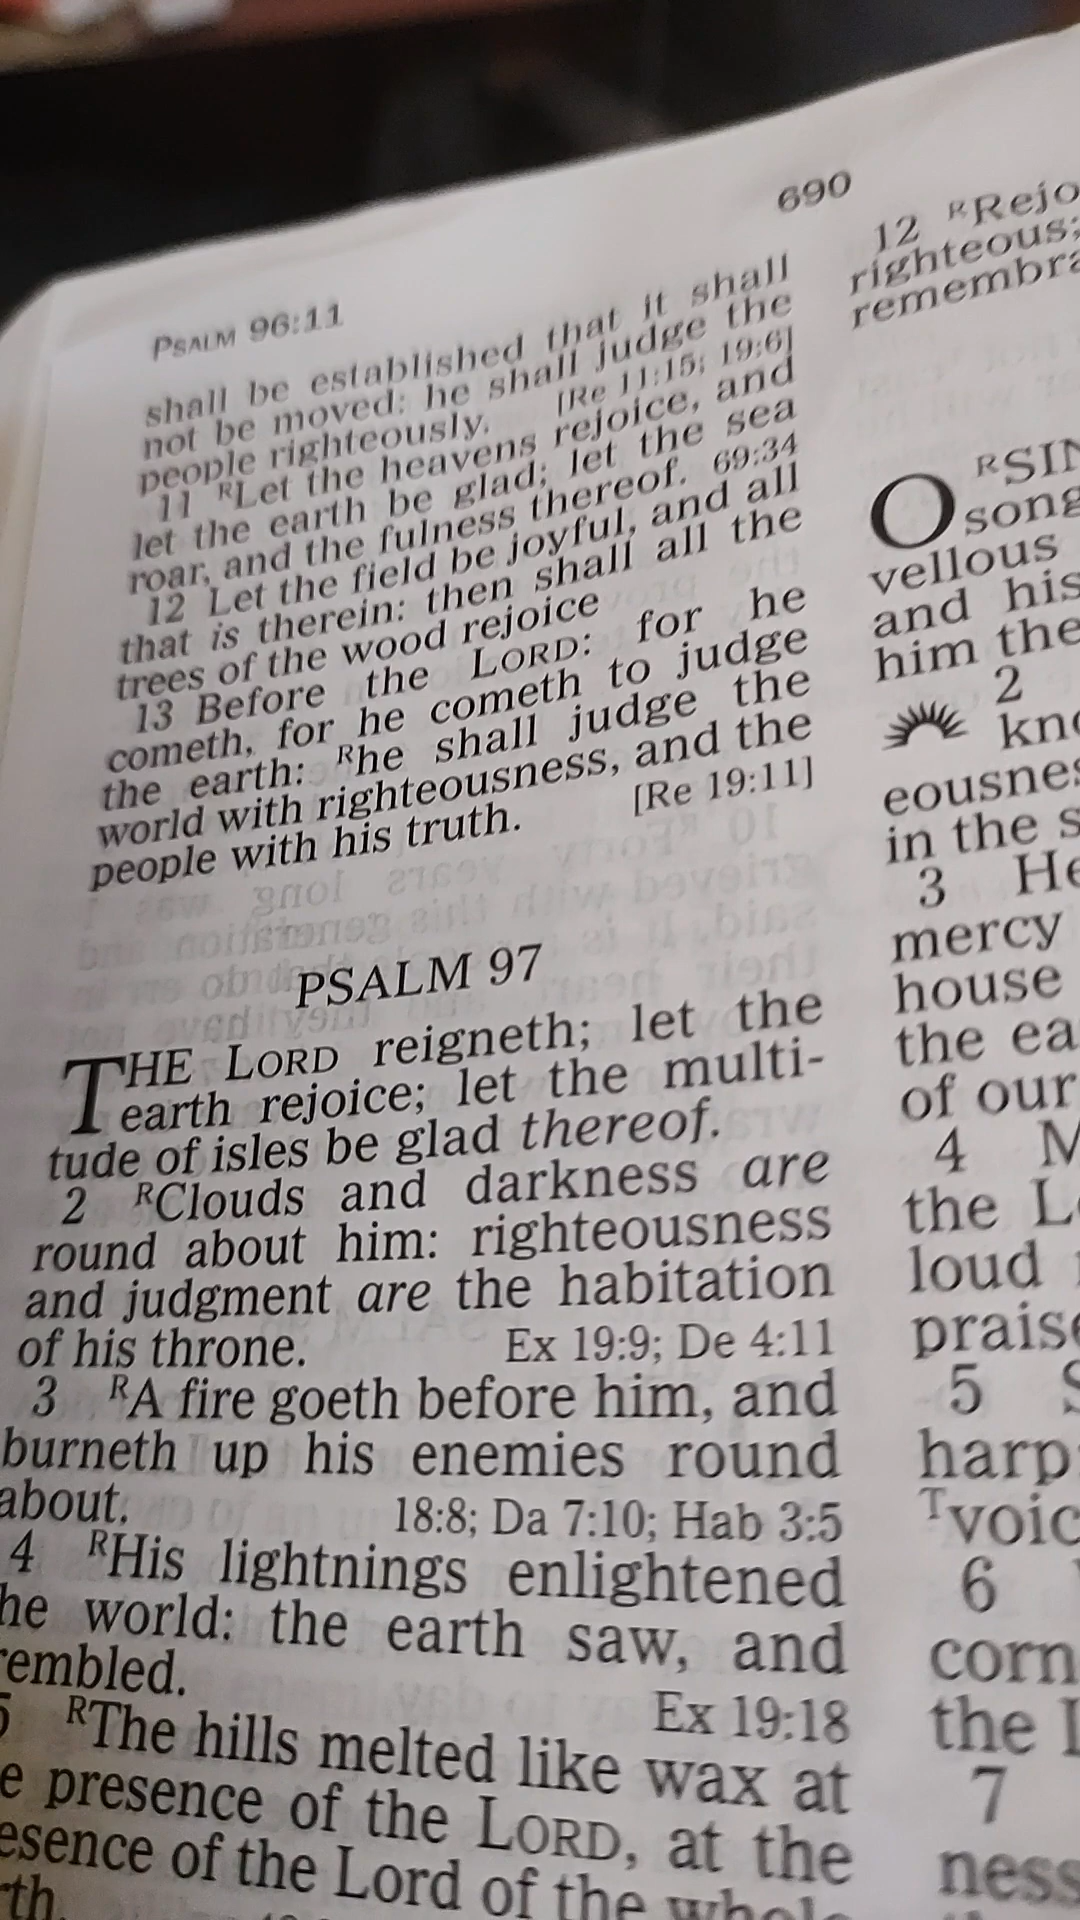 690
PSALM 96:11
shall be established that it shall
not be moved: he shall judge the
people righteously. [Re 11:15; 19:6]
11 RLet the heavens rejoice, and
let the earth be glad; let the sea
roar, and the fulness thereof. 69:34
12 Let the field be joyful, and all
that is therein: then shall all the
trees of the wood rejoice
13 Before the LORD: for he
cometh, for he cometh to judge
the earth: Rhe shall judge the
world with righteousness, and the
people with his truth. [Re 19:11]
PSALM 97
THE LORD reigneth; let the
earth rejoice; let the multi-
tude of isles be glad thereof.
2 RClouds and darkness are
round about him: righteousness
and judgment are the habitation
of his throne. Ex 19:9; De 4:11
3 RA fire goeth before him, and
burneth up his enemies round
about. 18:8; Da 7:10; Hab 3:5
4 RHis lightnings enlightened
he world: the earth saw, and
rembled. Ex 19:18
5 RThe hills melted like wax at
e presence of the LORD, at the
esence of the Lord of the whol
rth.
12 RRejo
righteous;
remembra
O RSIN
song
vellous
and his
him the
2
kno
eousnes
in the s
3 He
mercy
house
the ea
of our
4 M
the Lo
loud
praise
5 S
harp
Tvoic
6
corn
the L
7
ness